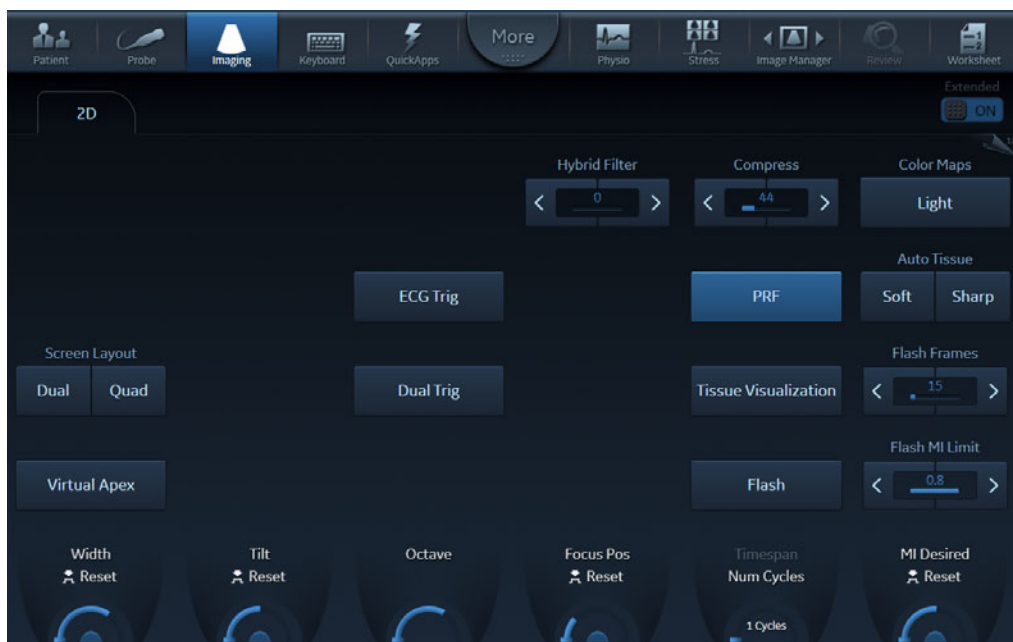 Patient
Probe
Imaging
Keyboard
QuickApps
More
Physio
Stress
Image Manager
Review
Worksheet
Extended
ON
2D
Hybrid Filter
Compress
Color Maps
0
44
Light
Auto Tissue
ECG Trig
PRF
Soft
Sharp
Screen Layout
Flash Frames
Dual
Quad
Dual Trig
Tissue Visualization
15
Flash MI Limit
Virtual Apex
Flash
0.8
Width
Tilt
Octave
Focus Pos
Timespan
MI Desired
Reset
Reset
Reset
Num Cycles
Reset
1 Cycles